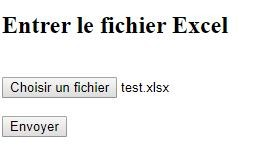 Entrer le fichier Excel
Choisir un fichier test.xlsx
Envoyer